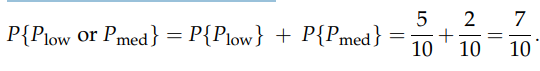 P{P_low or P_med} = P{P_low} + P{P_med} = 5/10 + 2/10 = 7/10.